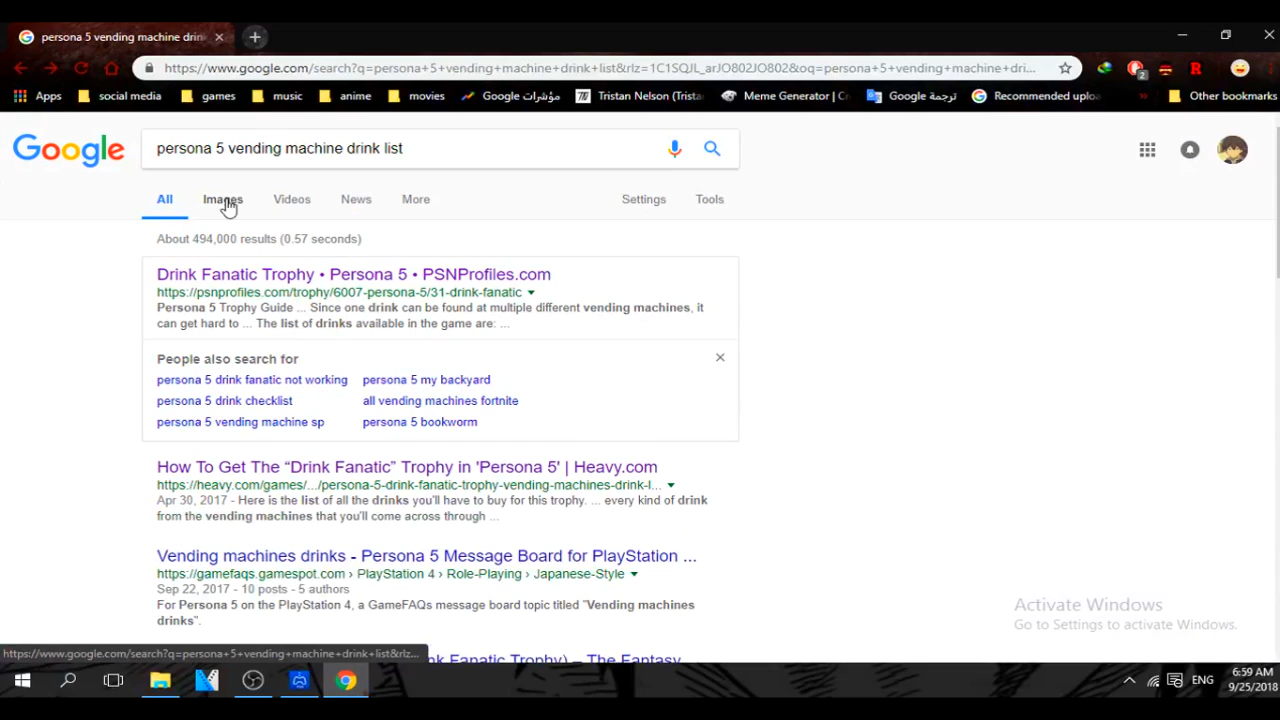 persona 5 vending machine drin
https://www.google.com/search?q=persona+5+vending+machine+drink+list&rlz=1C1SQJL_arJO802JO802&oq=persona+5+vending+machine+dri...
2
Apps social media games music anime movies مؤشرات Google Tristan Nelson (Trista Meme Generator | Cr ترجمة Google Recommended uploa » Other bookmarks
Google persona 5 vending machine drink list
All Images Videos News More Settings Tools
About 494,000 results (0.57 seconds)
Drink Fanatic Trophy • Persona 5 • PSNProfiles.com
https://psnprofiles.com/trophy/6007-persona-5/31-drink-fanatic
Persona 5 Trophy Guide ... Since one drink can be found at multiple different vending machines, it
can get hard to ... The list of drinks available in the game are: ...
People also search for
persona 5 drink fanatic not working persona 5 my backyard
persona 5 drink checklist all vending machines fortnite
persona 5 vending machine sp persona 5 bookworm
How To Get The “Drink Fanatic” Trophy in 'Persona 5' | Heavy.com
https://heavy.com/games/.../persona-5-drink-fanatic-trophy-vending-machines-drink-l...
Apr 30, 2017 - Here is the list of all the drinks you'll have to buy for this trophy. ... every kind of drink
from the vending machines that you'll come across through ...
Vending machines drinks - Persona 5 Message Board for PlayStation ...
https://gamefaqs.gamespot.com › PlayStation 4 › Role-Playing › Japanese-Style
Sep 22, 2017 - 10 posts - 5 authors
For Persona 5 on the PlayStation 4, a GameFAQs message board topic titled "Vending machines
drinks".
Activate Windows
Go to Settings to activate Windows.
https://www.google.com/search?q=persona+5+vending+machine+drink+list&rlz...
nk Fanatic Trophy) – The Fantasy
ENG
6:59 AM
9/25/2018